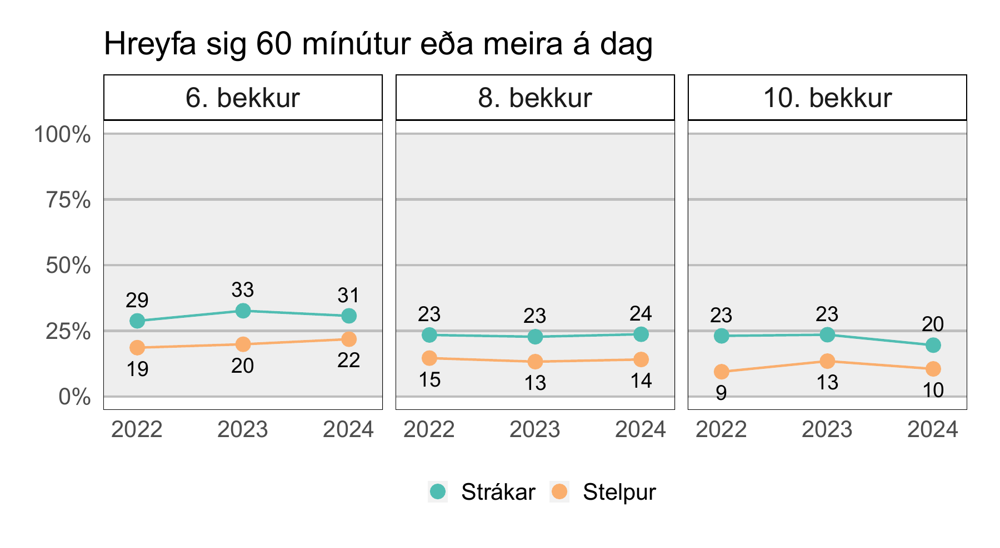 Hreyfa sig 60 mínútur eða meira á dag
6. bekkur 8. bekkur 10. bekkur
100%
75%
50%
25%
0%
29 33 31
19 20 22
23 23 24
15 13 14
23 23 20
9 13 10
2022 2023 2024 2022 2023 2024 2022 2023 2024
Strákar Stelpur